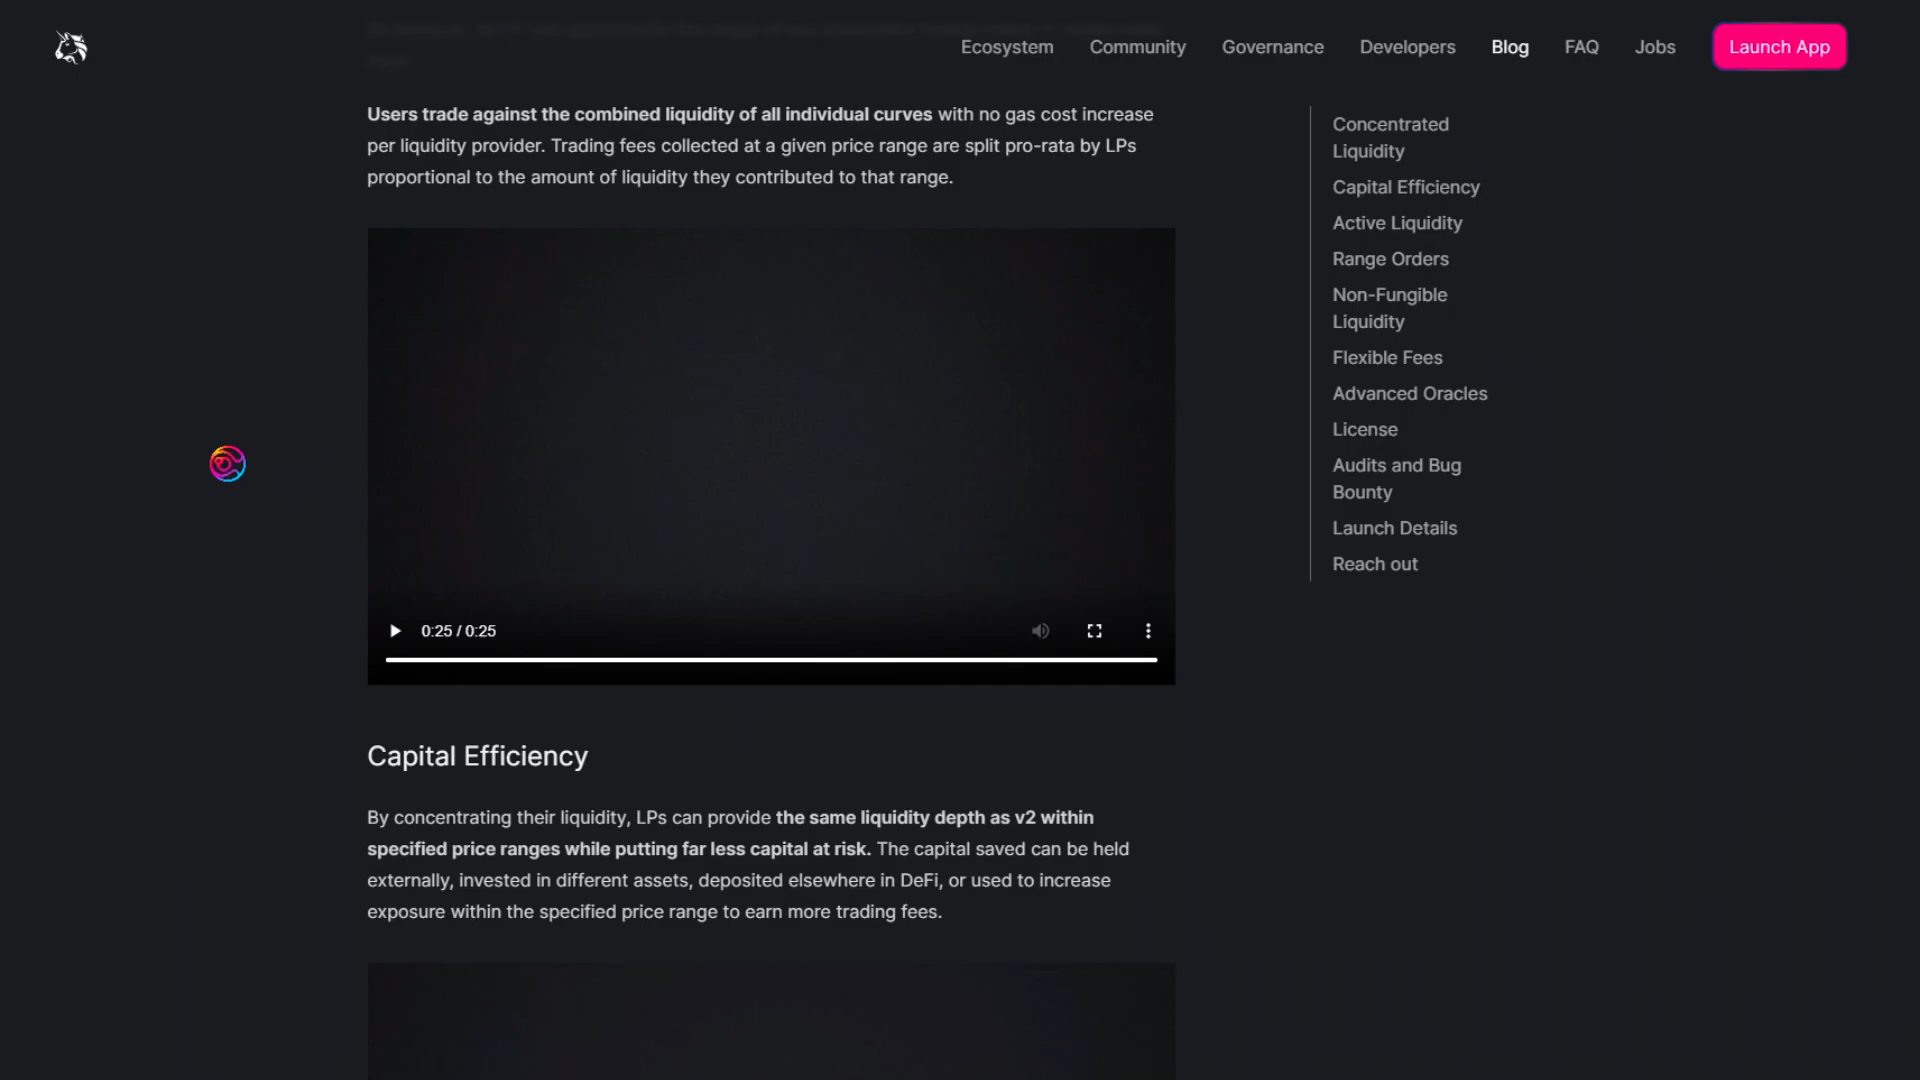 Ecosystem
Community
Governance
Developers
Blog
FAQ
Jobs
Launch App
Users trade against the combined liquidity of all individual curves with no gas cost increase
per liquidity provider. Trading fees collected at a given price range are split pro-rata by LPs
proportional to the amount of liquidity they contributed to that range.
0:25 / 0:25
Capital Efficiency
By concentrating their liquidity, LPs can provide the same liquidity depth as v2 within
specified price ranges while putting far less capital at risk. The capital saved can be held
externally, invested in different assets, deposited elsewhere in DeFi, or used to increase
exposure within the specified price range to earn more trading fees.
Concentrated
Liquidity
Capital Efficiency
Active Liquidity
Range Orders
Non-Fungible
Liquidity
Flexible Fees
Advanced Oracles
License
Audits and Bug
Bounty
Launch Details
Reach out